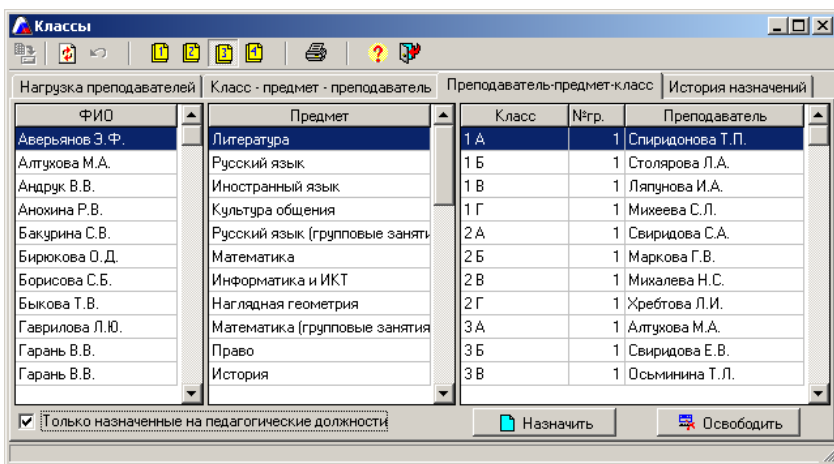 Классы
1 2 3 4 ?
Нагрузка преподавателей Класс - предмет - преподаватель Преподаватель-предмет-класс История назначений
ФИО Предмет Класс №гр. Преподаватель
Аверьянов Э.Ф. Литература 1 А 1 Спиридонова Т.П.
Алтухова М.А. Русский язык 1 Б 1 Столярова Л.А.
Андрук В.В. Иностранный язык 1 В 1 Ляпунова И.А.
Анохина Р.В. Культура общения 1 Г 1 Михеева С.Л.
Бакурина С.В. Русский язык (групповые заняти 2 А 1 Свиридова С.А.
Бирюкова О.Д. Математика 2 Б 1 Маркова Г.В.
Борисова С.Б. Информатика и ИКТ 2 В 1 Михалева Н.С.
Быкова Т.В. Наглядная геометрия 2 Г 1 Хребтова Л.И.
Гаврилова Л.Ю. Математика (групповые занятия 3 А 1 Алтухова М.А.
Гарань В.В. Право 3 Б 1 Свиридова Е.В.
Гарань В.В. История 3 В 1 Осьминина Т.Л.
Только назначенные на педагогические должности Назначить Освободить